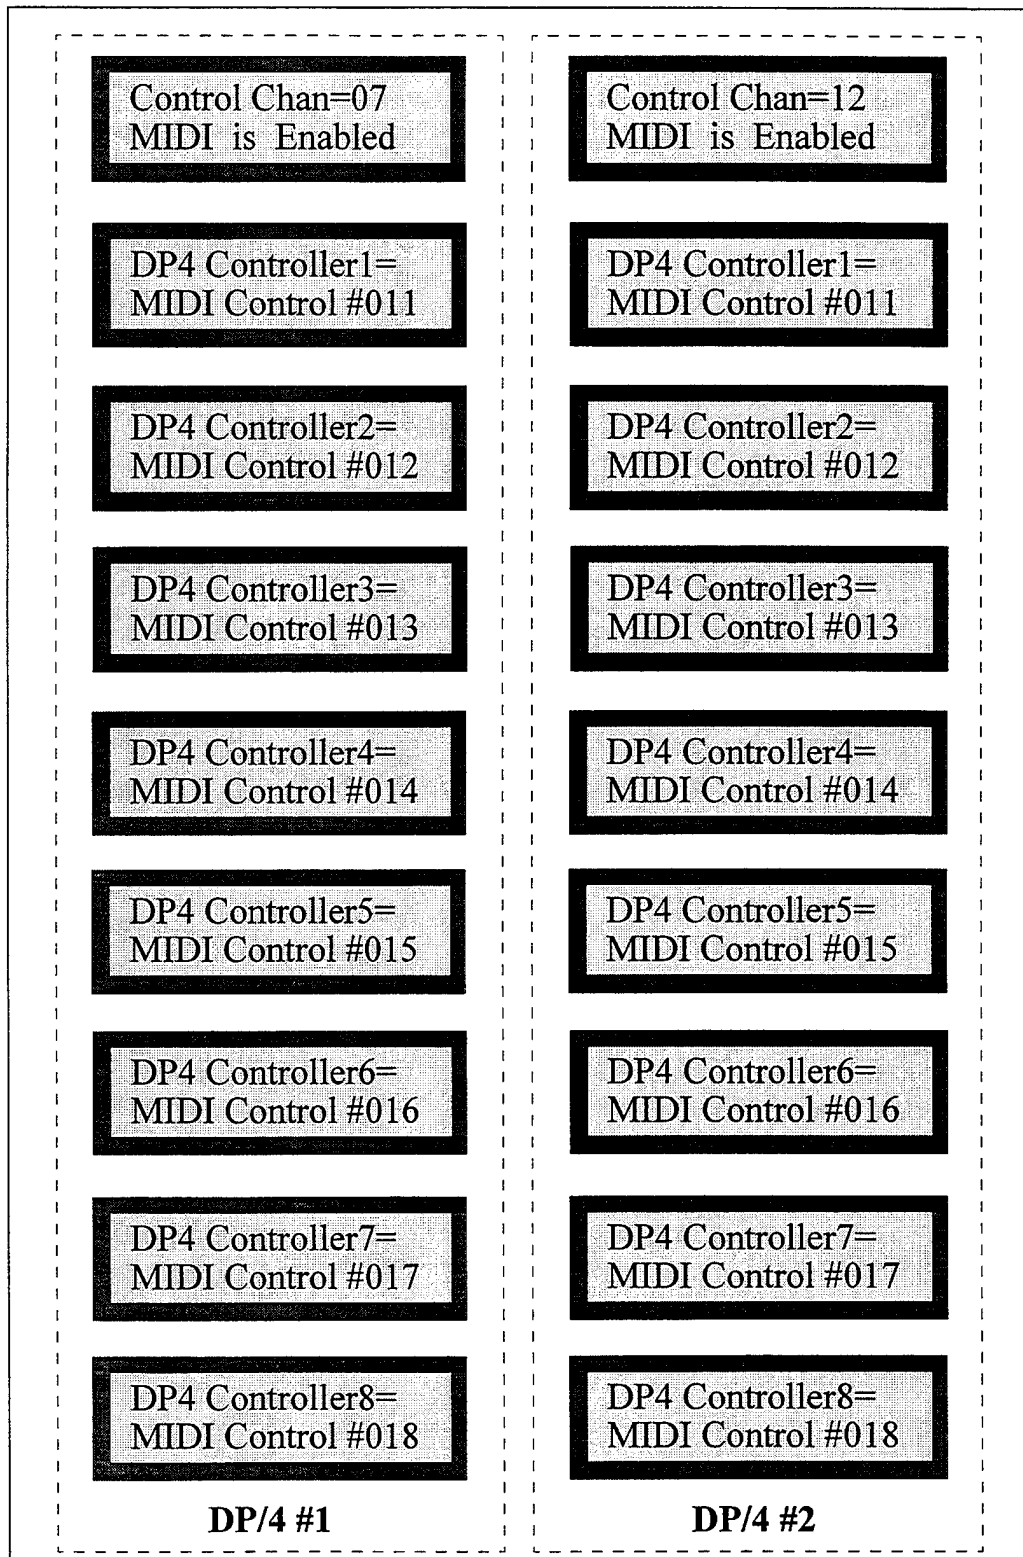 Control Chan=07
MIDI is Enabled
DP4 Controller1=
MIDI Control #011
DP4 Controller2=
MIDI Control #012
DP4 Controller3=
MIDI Control #013
DP4 Controller4=
MIDI Control #014
DP4 Controller5=
MIDI Control #015
DP4 Controller6=
MIDI Control #016
DP4 Controller7=
MIDI Control #017
DP4 Controller8=
MIDI Control #018
DP/4 #1
Control Chan=12
MIDI is Enabled
DP4 Controller1=
MIDI Control #011
DP4 Controller2=
MIDI Control #012
DP4 Controller3=
MIDI Control #013
DP4 Controller4=
MIDI Control #014
DP4 Controller5=
MIDI Control #015
DP4 Controller6=
MIDI Control #016
DP4 Controller7=
MIDI Control #017
DP4 Controller8=
MIDI Control #018
DP/4 #2